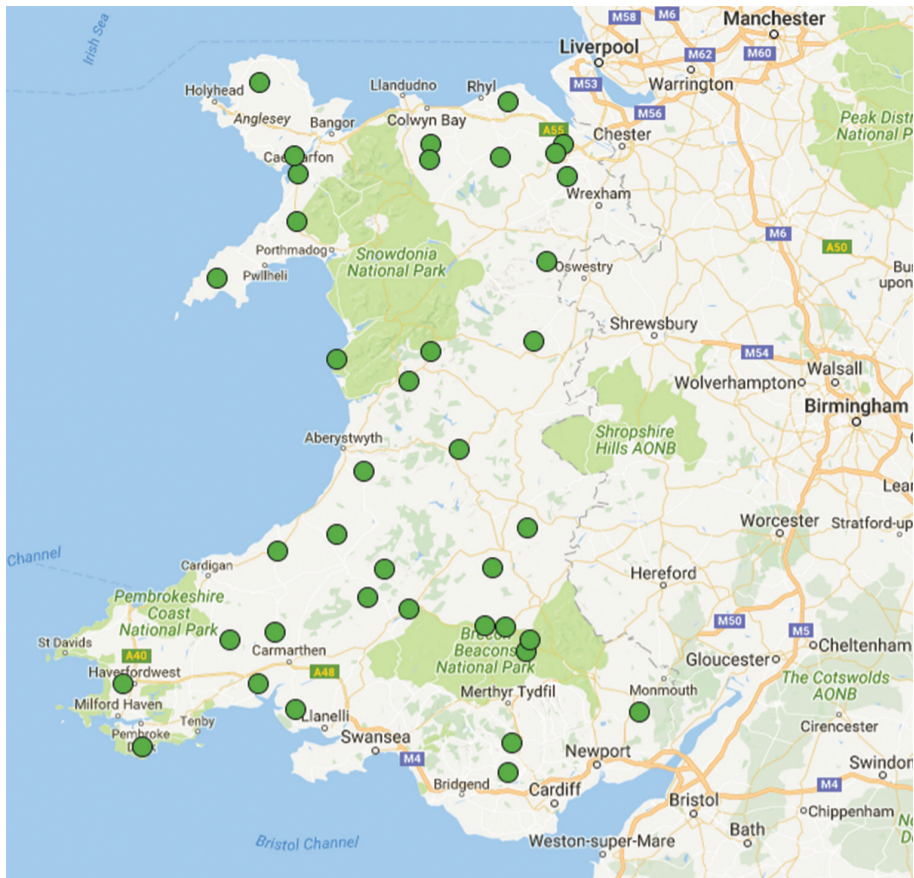 Irish Sea
M58
M6
Manchester
Liverpool
M62
M60
Warrington
M53
M56
Holyhead
Llandudno
Rhyl
Anglesey
Bangor
Colwyn Bay
A55
Chester
Peak Dist
National P
Wrexham
Porthmadog
Snowdonia
National Park
Pwllheli
M6
A50
Oswestry
Bu
upon
Shrewsbury
M54
Walsall
Wolverhampton
Birmingham
Aberystwyth
Shropshire
Hills AONB
Lear
Worcester
Stratford-up
Channel
Cardigan
Hereford
Pembrokeshire
Coast
National Park
St Davids
M50
M5
Cheltenham
Carmarthen
Beacons
National Park
Gloucester
A40
Haverfordwest
A48
The Cotswolds
AONB
Milford Haven
Merthyr Tydfil
Monmouth
Cirencester
Pembroke
Tenby
Llanelli
Swansea
Newport
M4
Swindon
Bridgend
Cardiff
M4
Bristol
Chippenham
Bath
Bristol Channel
Weston-super-Mare